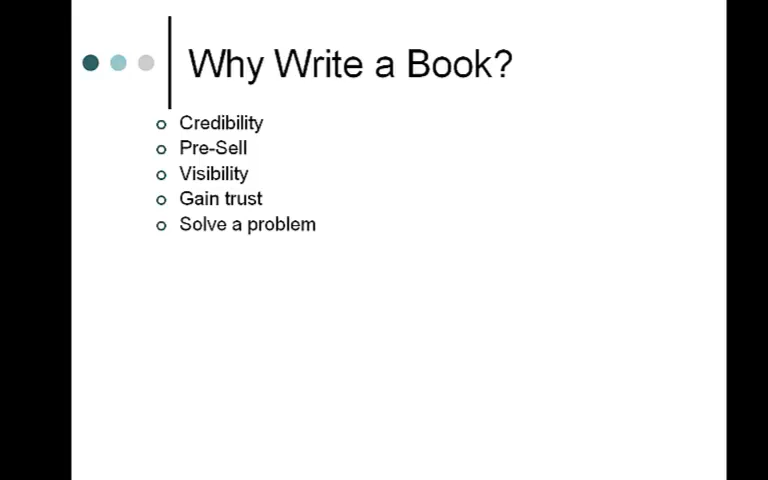 Why Write a Book?
Credibility
Pre-Sell
Visibility
Gain trust
Solve a problem